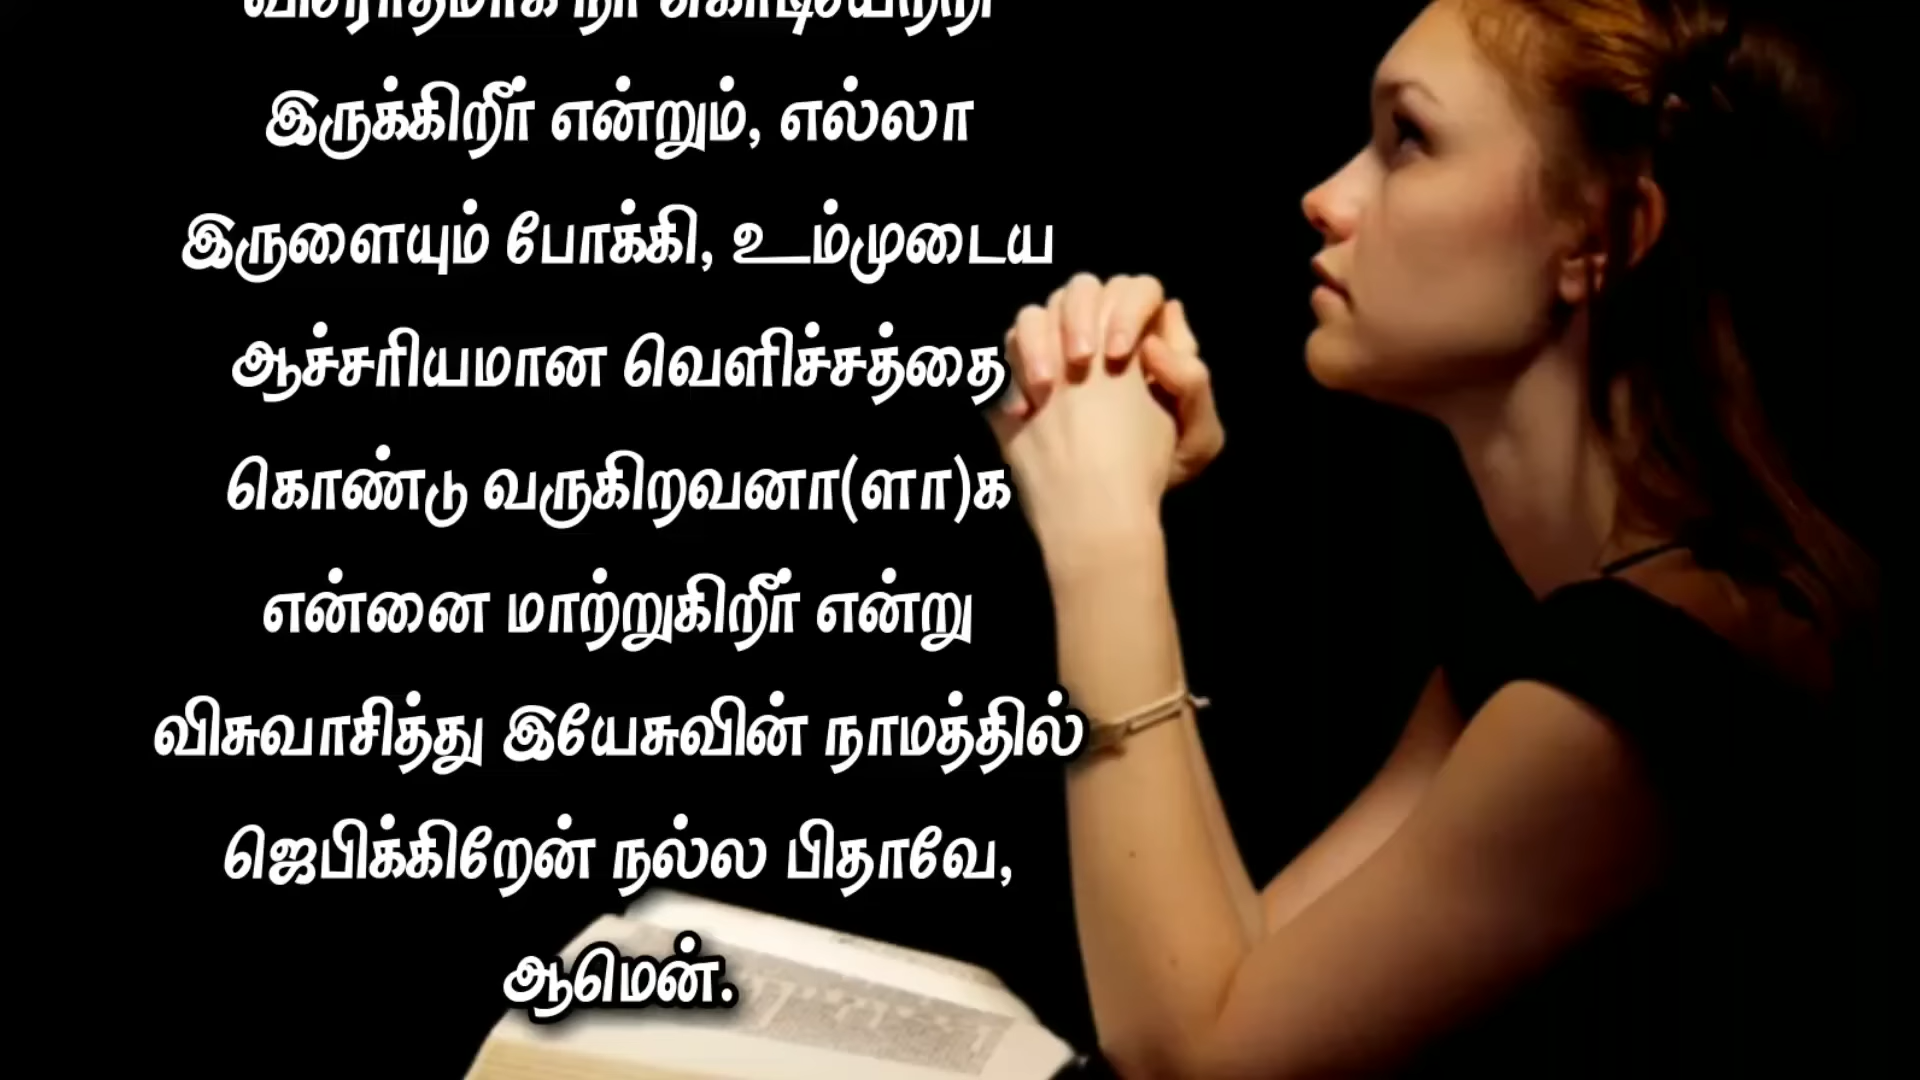 இருக்கிறீர் என்றும், எல்லா
இருளையும் போக்கி, உம்முடைய
ஆச்சரியமான வெளிச்சத்தை
கொண்டு வருகிறவனா(ளா)க
என்னை மாற்றுகிறீர் என்று
விசுவாசித்து இயேசுவின் நாமத்தில்
ஜெபிக்கிறேன் நல்ல பிதாவே,
ஆமென்.